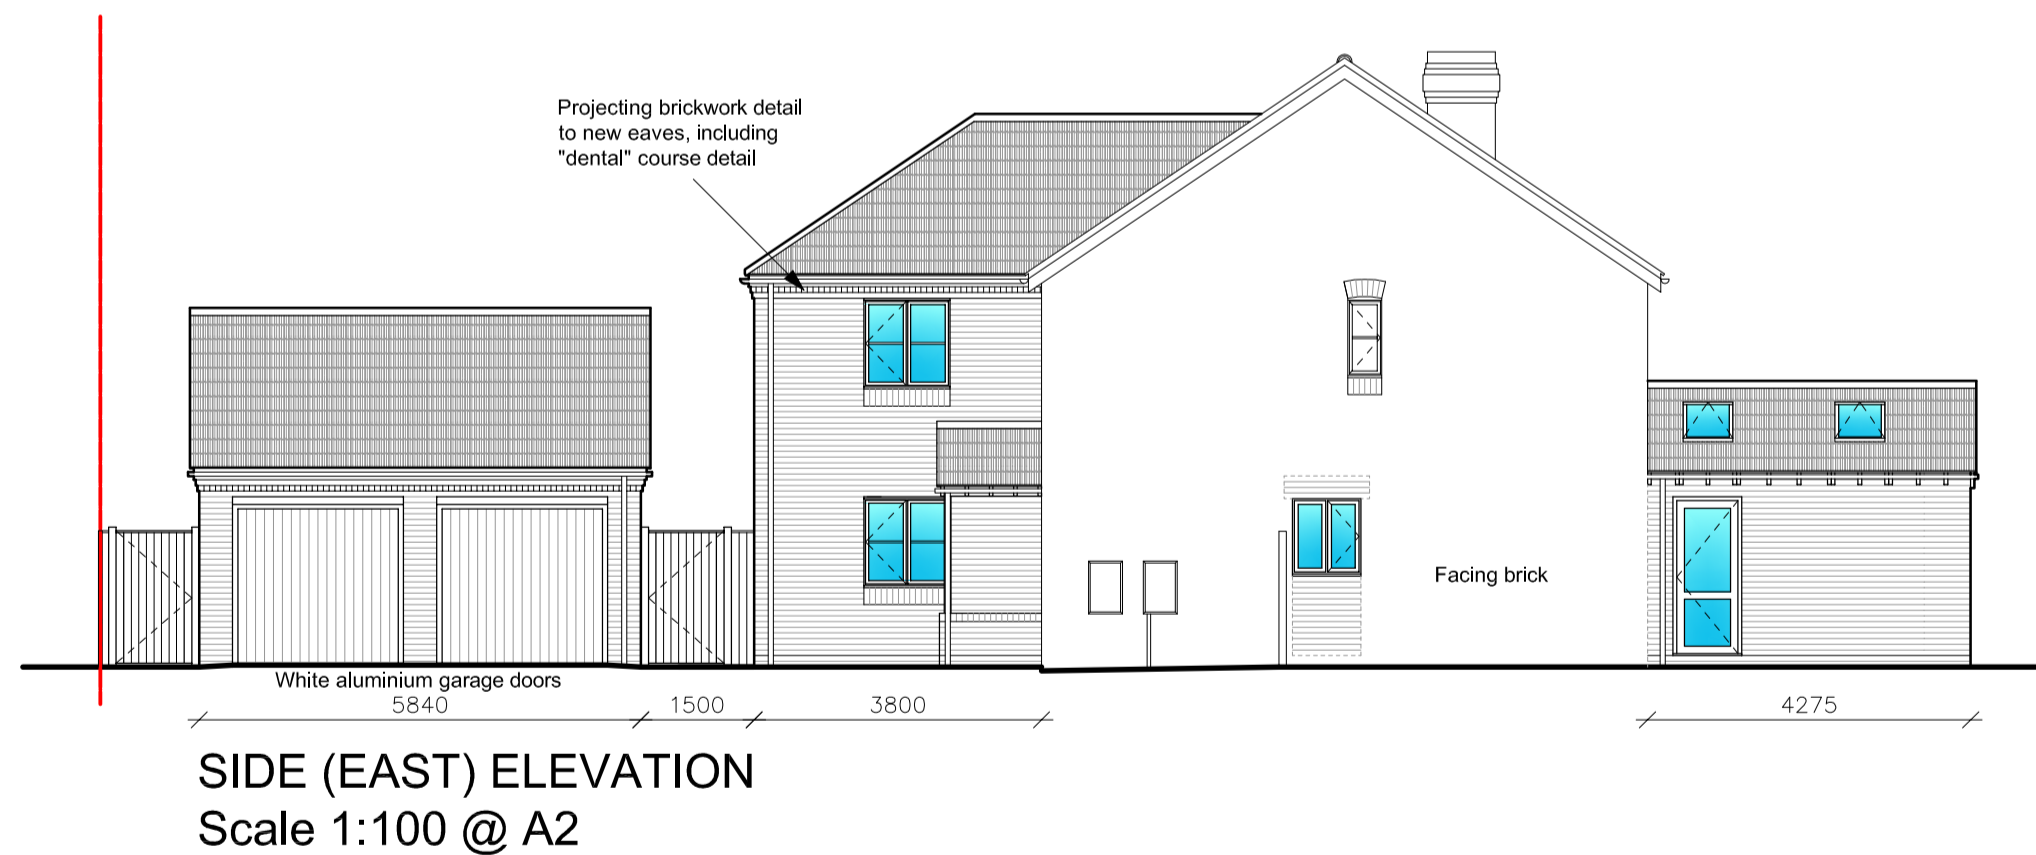 Projecting brickwork detail
to new eaves, including
"dental" course detail
Facing brick
White aluminium garage doors
5840
1500
3800
4275
SIDE (EAST) ELEVATION
Scale 1:100 @ A2